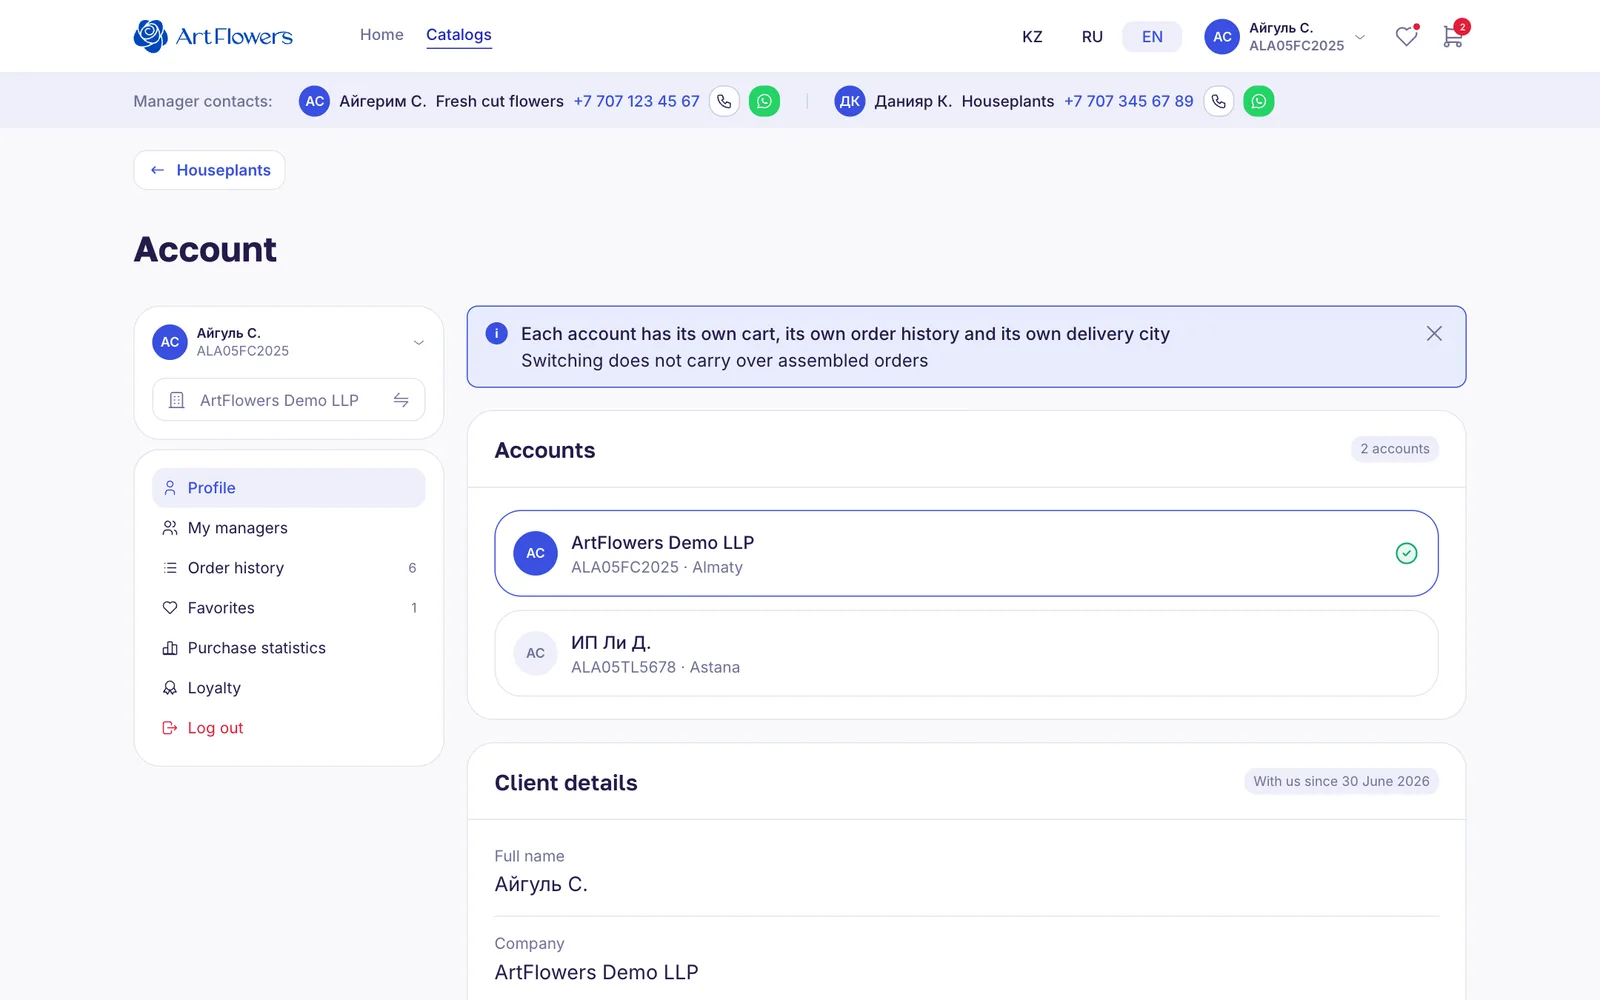 ArtFlowers
Home
Catalogs
KZ
RU
EN
АС
Айгуль С.
ALA05FC2025
2
Manager contacts:
АС
Айгерим С.
Fresh cut flowers
+7 707 123 45 67
ДК
Данияр К.
Houseplants
+7 707 345 67 89
← Houseplants
Account
АС
Айгуль С.
ALA05FC2025
ArtFlowers Demo LLP
Profile
My managers
Order history
6
Favorites
1
Purchase statistics
Loyalty
Log out
i
Each account has its own cart, its own order history and its own delivery city
Switching does not carry over assembled orders
Accounts
2 accounts
АС
ArtFlowers Demo LLP
ALA05FC2025 · Almaty
АС
ИП Ли Д.
ALA05TL5678 · Astana
Client details
With us since 30 June 2026
Full name
Айгуль С.
Company
ArtFlowers Demo LLP